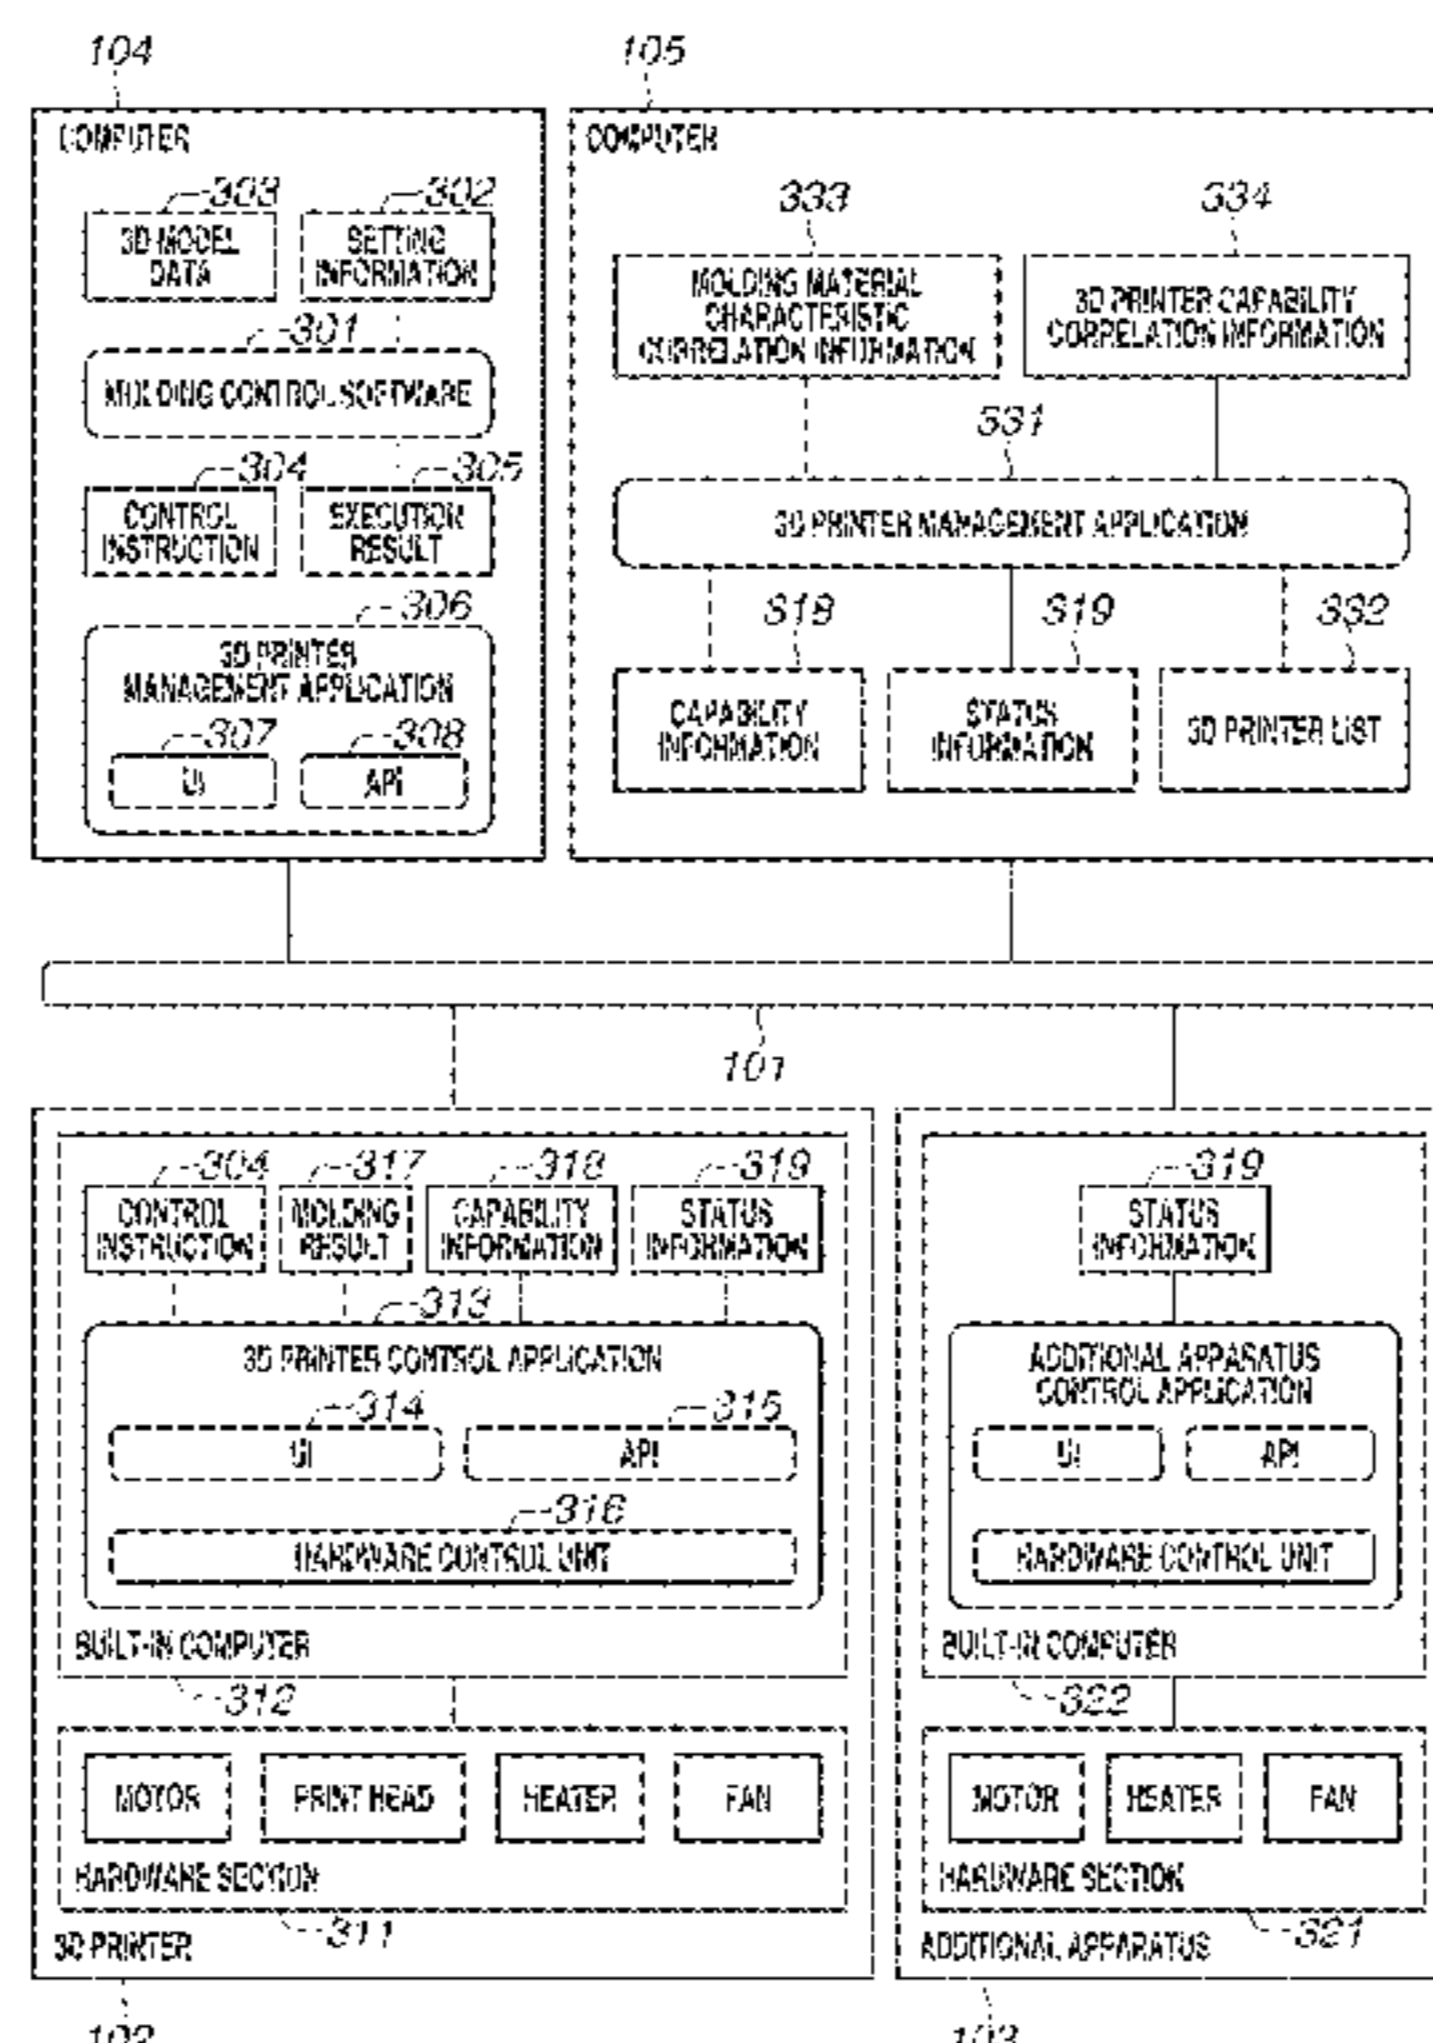 104
105
COMPUTER
303
302
3D MODEL
DATA
SETTING
INFORMATION
301
MOLDING CONTROL SOFTWARE
304
305
CONTROL
INSTRUCTION
EXECUTION
RESULT
306
3D PRINTER
MANAGEMENT APPLICATION
307
308
UI
API
COMPUTER
333
334
MOLDING MATERIAL
CHARACTERISTIC
CORRELATION INFORMATION
3D PRINTER CAPABILITY
CORRELATION INFORMATION
331
3D PRINTER MANAGEMENT APPLICATION
318
319
332
CAPABILITY
INFORMATION
STATUS
INFORMATION
3D PRINTER LIST
101
304
317
318
319
CONTROL
INSTRUCTION
MOLDING
RESULT
CAPABILITY
INFORMATION
STATUS
INFORMATION
313
3D PRINTER CONTROL APPLICATION
314
315
UI
API
316
HARDWARE CONTROL UNIT
BUILT-IN COMPUTER
312
MOTOR
PRINT HEAD
HEATER
FAN
HARDWARE SECTION
311
3D PRINTER
102
319
STATUS
INFORMATION
ADDITIONAL APPARATUS
CONTROL APPLICATION
UI
API
HARDWARE CONTROL UNIT
BUILT-IN COMPUTER
322
MOTOR
HEATER
FAN
HARDWARE SECTION
321
ADDITIONAL APPARATUS
103